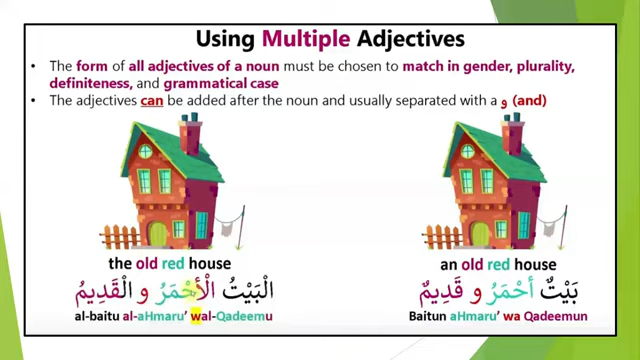 Using Multiple Adjectives
• The form of all adjectives of a noun must be chosen to match in gender, plurality, definiteness, and grammatical case
• The adjectives can be added after the noun and usually separated with a و (and)
the old red house
الْبَيْتُ الْأَحْمَرُ و الْقَدِيمُ
al-baitu al-aHmaru’ wal-Qadeemu
an old red house
بَيْتٌ أَحْمَرُ و قَدِيمٌ
Baitun aHmaru’ wa Qadeemun